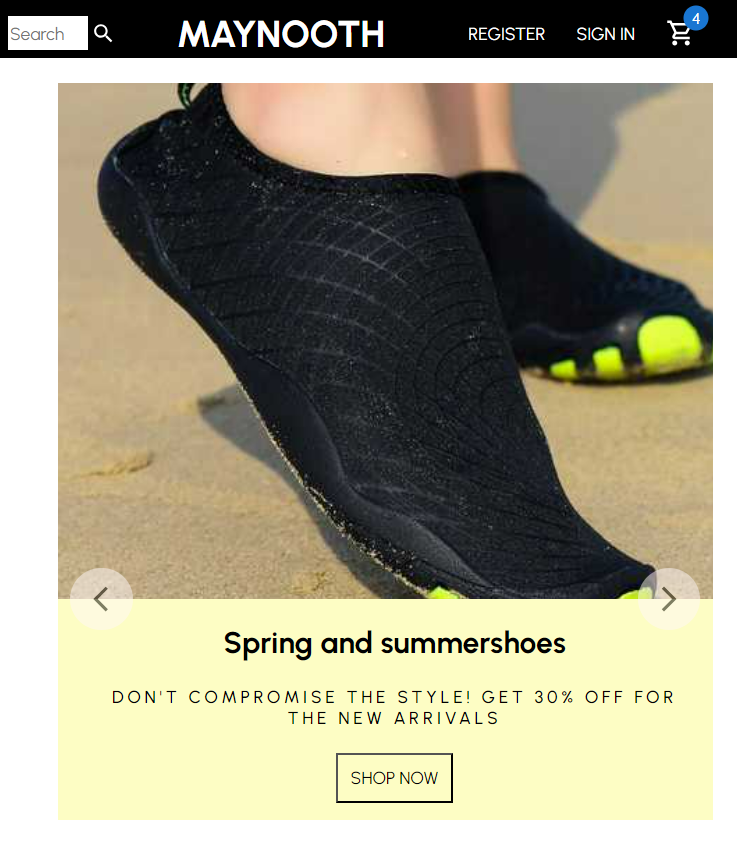 Search MAYNOOTH REGISTER SIGN IN 4
Spring and summershoes
DON'T COMPROMISE THE STYLE! GET 30% OFF FOR
THE NEW ARRIVALS
SHOP NOW